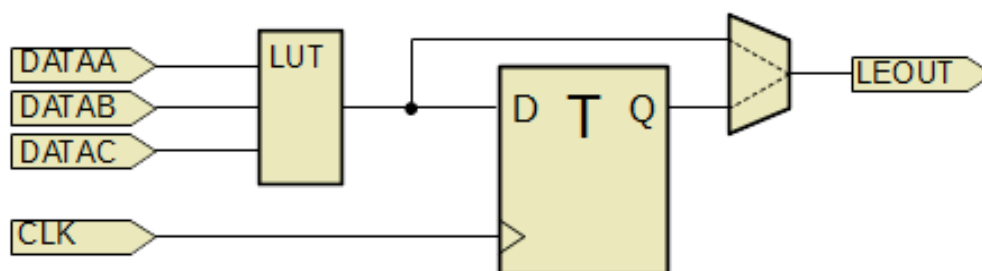 DATAA
DATAB
DATAC
CLK
LUT
D T Q
LEOUT